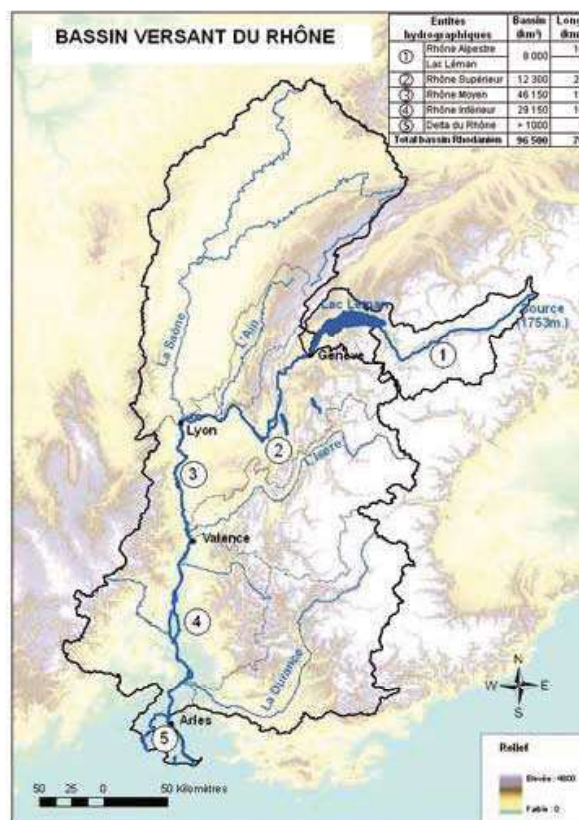 BASSIN VERSANT DU RHÔNE
Entités hydrographiques Bassin (km²)
① Rhône Alpestre 8 000
Lac Léman
② Rhône Supérieur 12 300
③ Rhône Moyen 46 150
④ Rhône Inférieur 29 150
⑤ Delta du Rhône > 1000
Total bassin Rhodanien 96 500
Lac Léman
Source
(1753m.)
La Saône
L'Ain
Genève
1
Lyon
2
3
L'Isère
Valence
4
La Durance
Arles
5
N
W E
S
50 25 0 50 Kilomètres
Relief
Elevée : 4800
Faible : 0